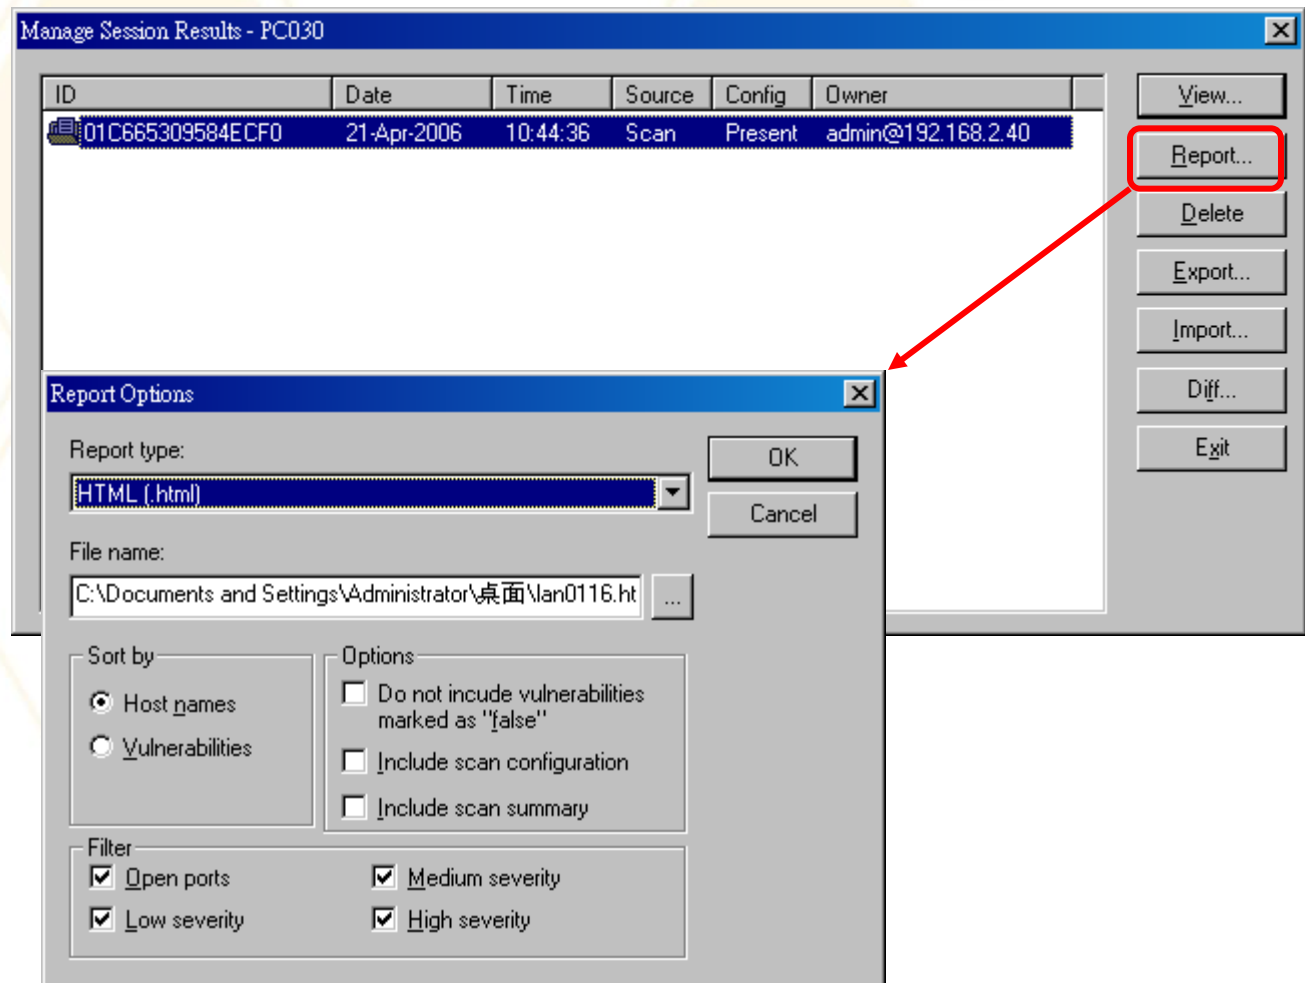 Manage Session Results - PC030
ID Date Time Source Config Owner
01C665309584ECF0 21-Apr-2006 10:44:36 Scan Present admin@192.168.2.40
View...
Report...
Delete
Export...
Import...
Diff...
Exit
Report Options
Report type:
HTML (.html)
OK
Cancel
File name:
C:\Documents and Settings\Administrator\桌面\lan0116.ht
...
Sort by
Host names
Vulnerabilities
Options
Do not incude vulnerabilities
marked as "false"
Include scan configuration
Include scan summary
Filter
Open ports
Medium severity
Low severity
High severity